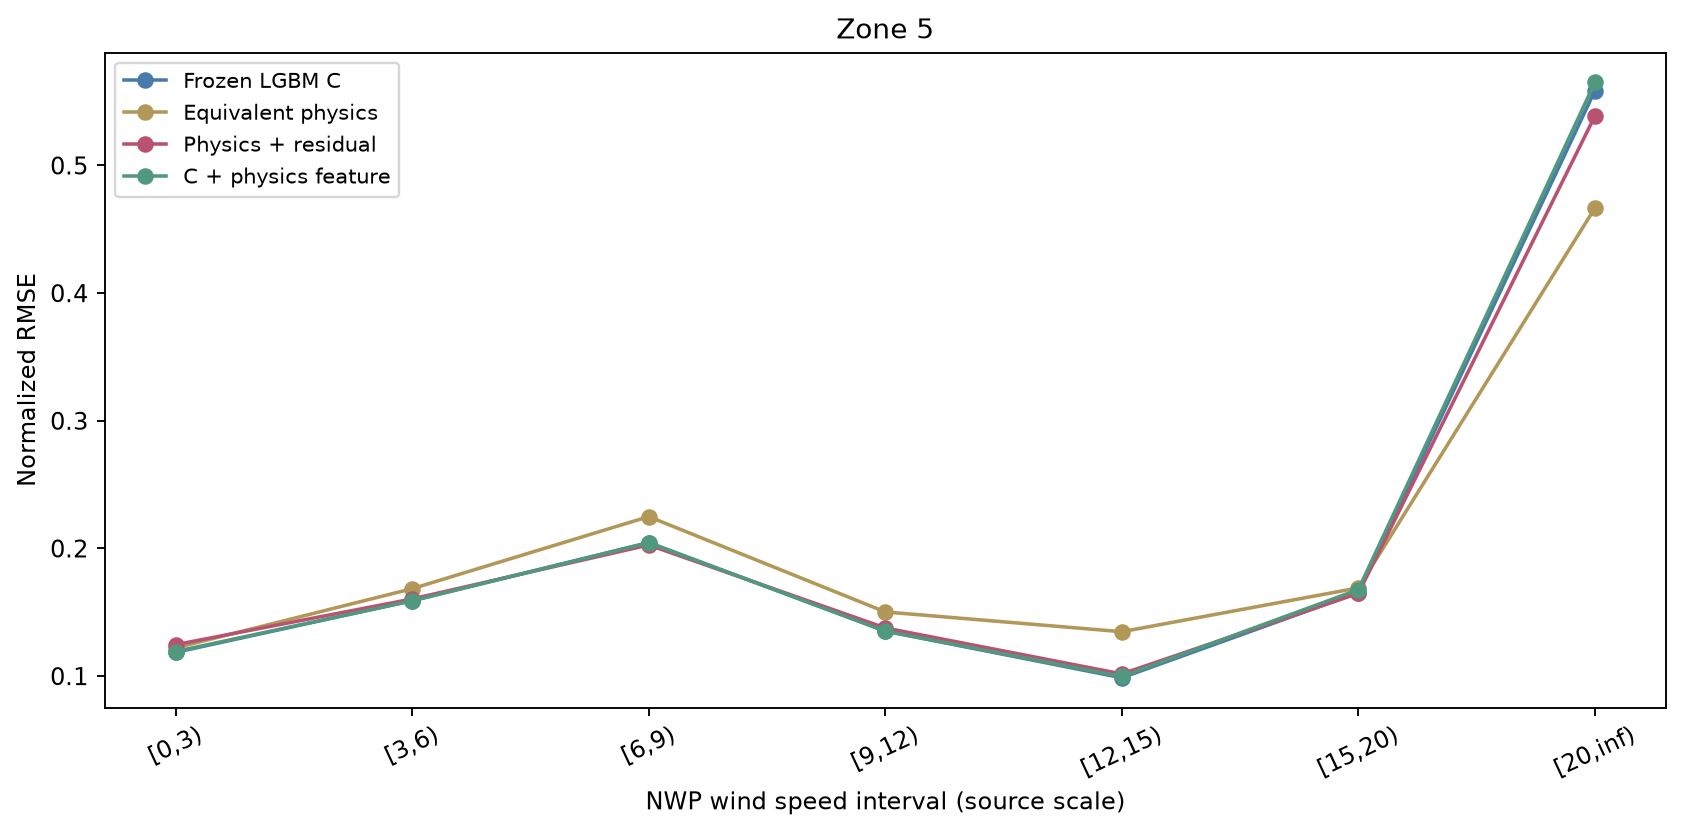 Zone 5
Frozen LGBM C
Equivalent physics
Physics + residual
C + physics feature
Normalized RMSE
0.5
0.4
0.3
0.2
0.1
[0,3)
[3,6)
[6,9)
[9,12)
[12,15)
[15,20)
[20,inf)
NWP wind speed interval (source scale)